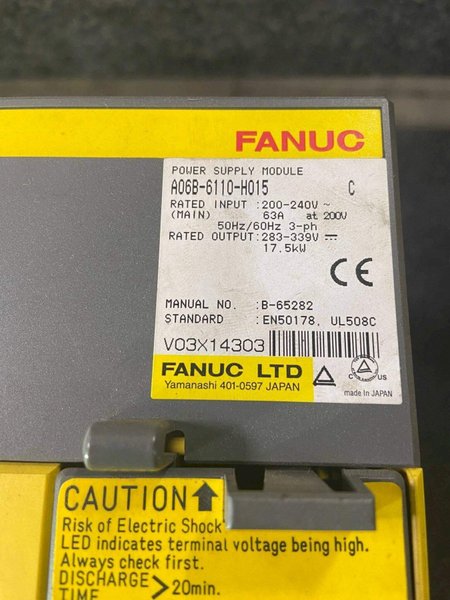 FANUC
POWER SUPPLY MODULE
A06B-6110-H015 C
RATED INPUT :200-240V ~
(MAIN) 63A at 200V
50Hz/60Hz 3-ph
RATED OUTPUT:283-339V ⎓
17.5kW
CE
MANUAL NO. :B-65282
STANDARD :EN50178, UL508C
V03X14303
FANUC LTD
Yamanashi 401-0597 JAPAN
C US
made in JAPAN
CAUTION
Risk of Electric Shock
LED indicates terminal voltage being high.
Always check first.
DISCHARGE
TIME > 20min.